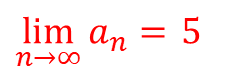 lim n→∞ aₙ = 5